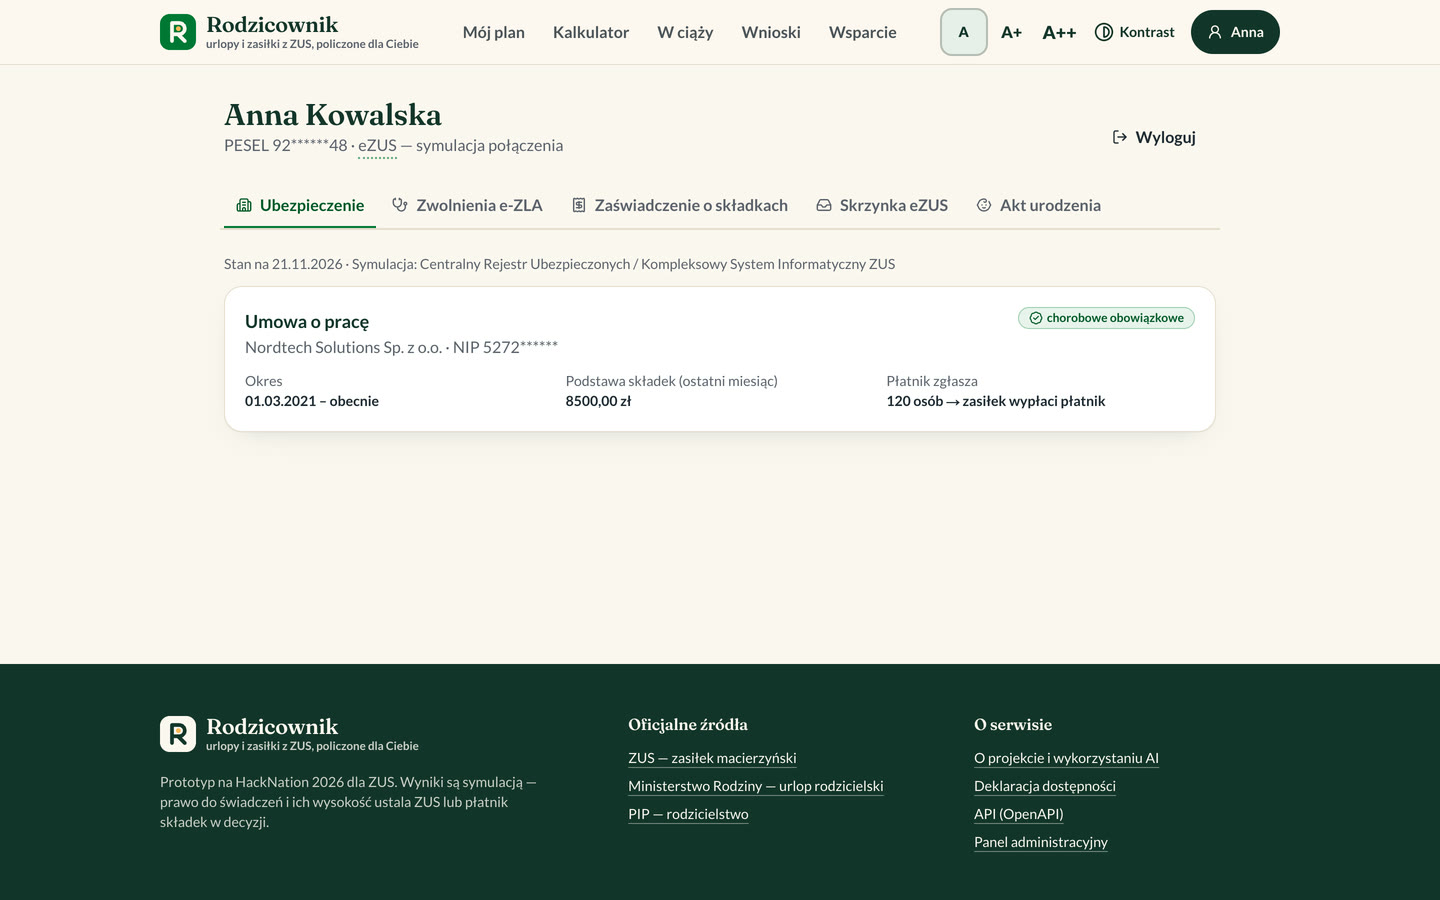 Rodzicownik
urlopy i zasiłki z ZUS, policzone dla Ciebie
Mój plan
Kalkulator
W ciąży
Wnioski
Wsparcie
A
A+
A++
Kontrast
Anna
Anna Kowalska
PESEL 92******48 · eZUS — symulacja połączenia
Wyloguj
Ubezpieczenie
Zwolnienia e-ZLA
Zaświadczenie o składkach
Skrzynka eZUS
Akt urodzenia
Stan na 21.11.2026 · Symulacja: Centralny Rejestr Ubezpieczonych / Kompleksowy System Informatyczny ZUS
Umowa o pracę
chorobowe obowiązkowe
Nordtech Solutions Sp. z o.o. · NIP 5272******
Okres
01.03.2021 – obecnie
Podstawa składek (ostatni miesiąc)
8500,00 zł
Płatnik zgłasza
120 osób → zasiłek wypłaci płatnik
R
Rodzicownik
urlopy i zasiłki z ZUS, policzone dla Ciebie
Prototyp na HackNation 2026 dla ZUS. Wyniki są symulacją —
prawo do świadczeń i ich wysokość ustala ZUS lub płatnik
składek w decyzji.
Oficjalne źródła
ZUS — zasiłek macierzyński
Ministerstwo Rodziny — urlop rodzicielski
PIP — rodzicielstwo
O serwisie
O projekcie i wykorzystaniu AI
Deklaracja dostępności
API (OpenAPI)
Panel administracyjny